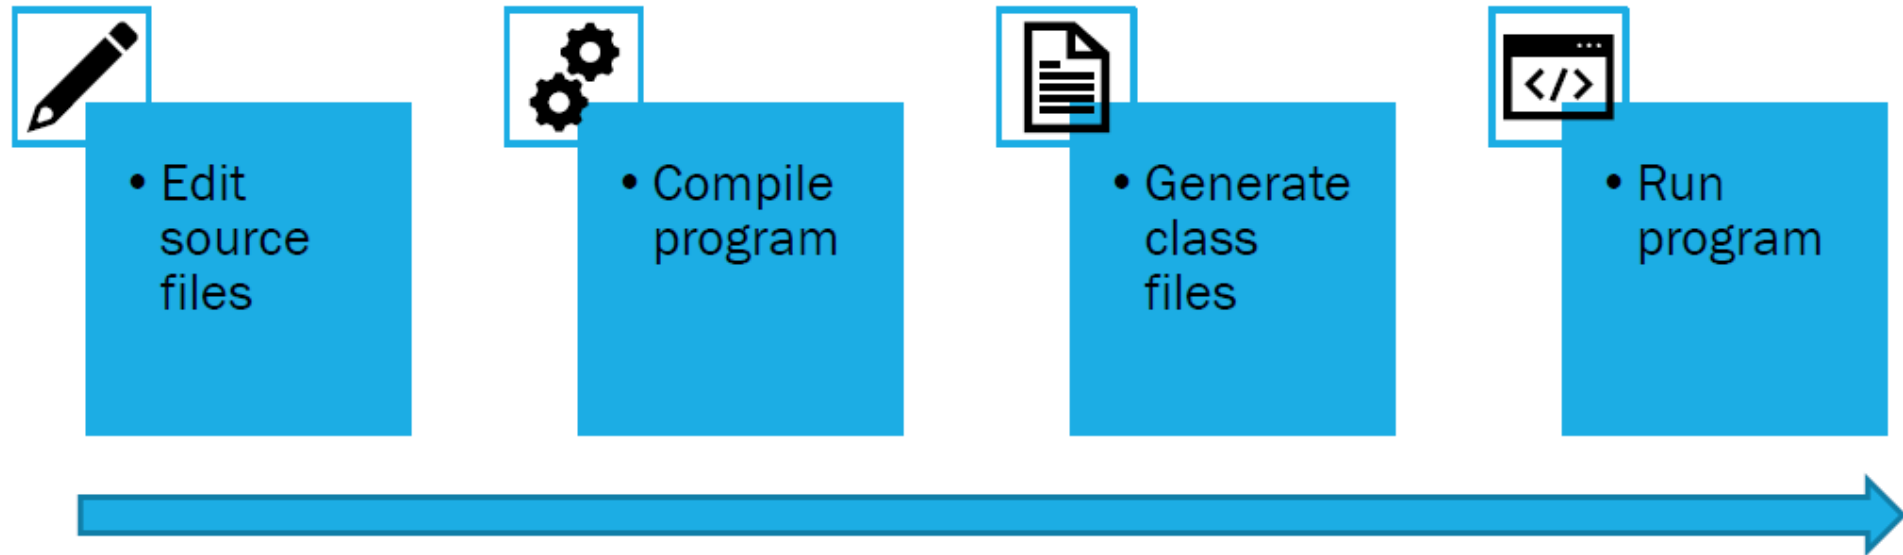 • Edit
source
files
• Compile
program
• Generate
class
files
• Run
program